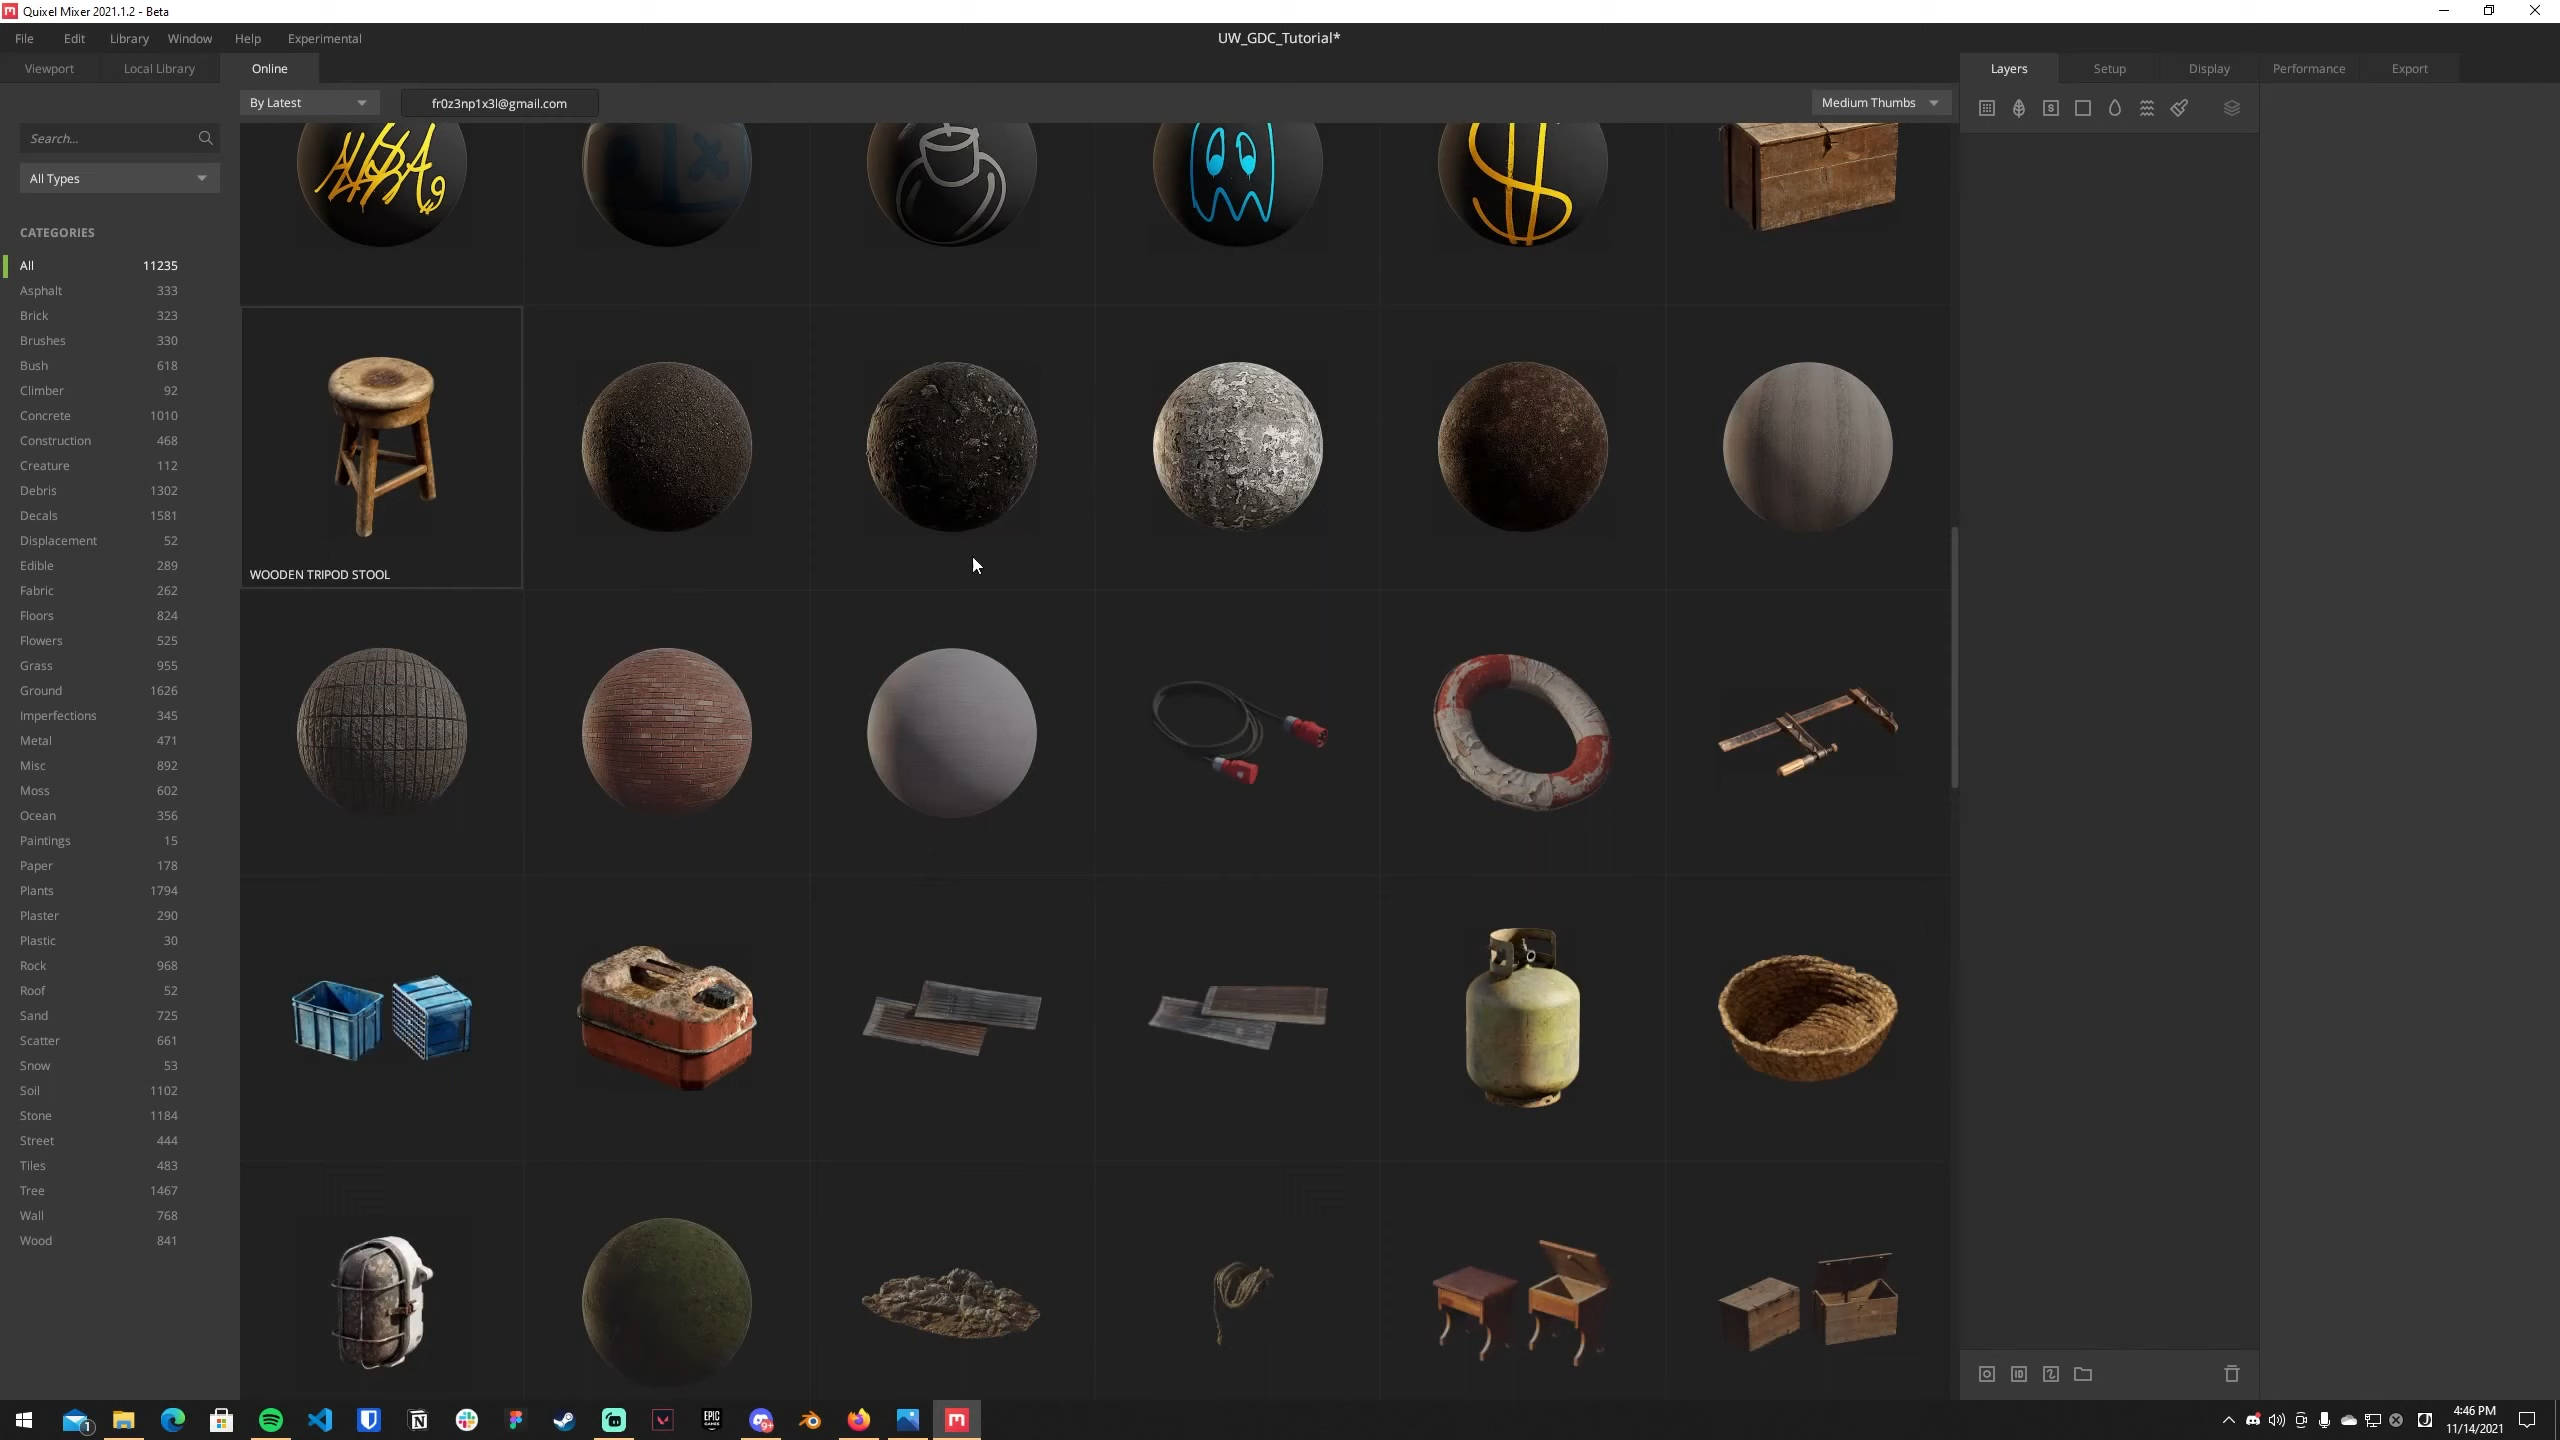 Quixel Mixer 2021.1.2 - Beta
File Edit Library Window Help Experimental
UW_GDC_Tutorial*
Viewport Local Library Online
Layers Setup Display Performance Export
By Latest
fr0z3np1x3l@gmail.com
Medium Thumbs
Search...
All Types
CATEGORIES
All 11235
Asphalt 333
Brick 323
Brushes 330
Bush 618
Climber 92
Concrete 1010
Construction 468
Creature 112
Debris 1302
Decals 1581
Displacement 52
Edible 289
Fabric 262
Floors 824
Flowers 525
Grass 955
Ground 1626
Imperfections 345
Metal 471
Misc 892
Moss 602
Ocean 356
Paintings 15
Paper 178
Plants 1794
Plaster 290
Plastic 30
Rock 968
Roof 52
Sand 725
Scatter 661
Snow 53
Soil 1102
Stone 1184
Street 444
Tiles 483
Tree 1467
Wall 768
Wood 841
WOODEN TRIPOD STOOL
4:46 PM
11/14/2021